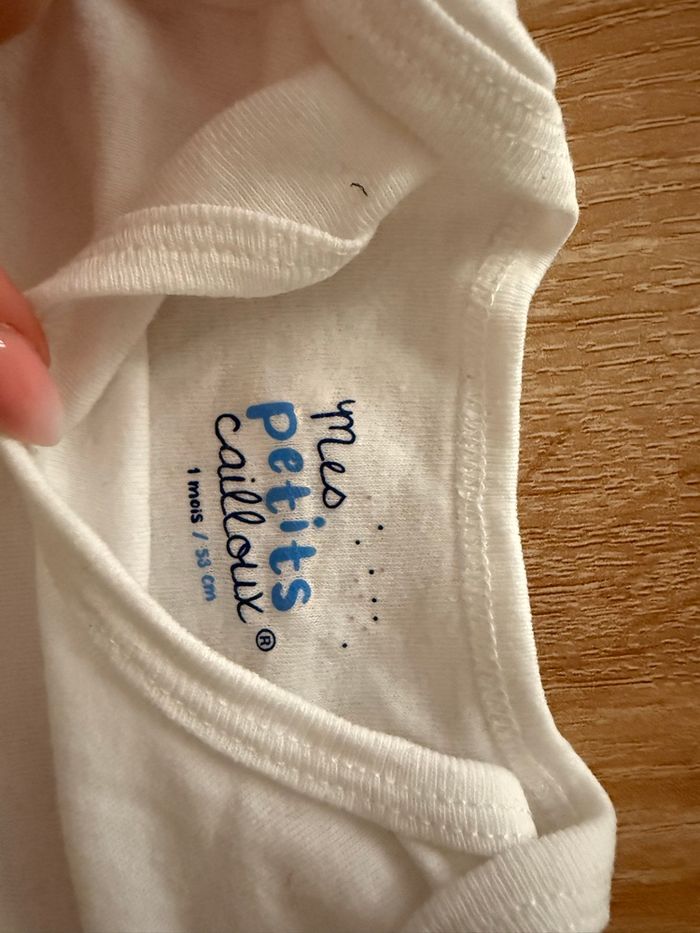 mes
petits
cailloux®
1 mois / 53 cm